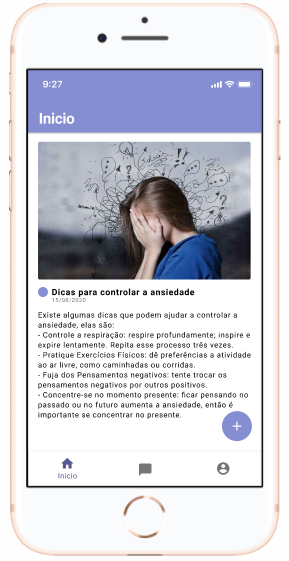 9:27
Inicio
Dicas para controlar a ansiedade
15/08/2020
Existe algumas dicas que podem ajudar a controlar a
ansiedade, elas são:
- Controle a respiração: respire profundamente; inspire e
expire lentamente. Repita esse processo três vezes.
- Pratique Exercícios Físicos: dê preferências a atividade
ao ar livre, como caminhadas ou corridas.
- Fuja dos Pensamentos negativos: tente trocar os
pensamentos negativos por outros positivos.
- Concentre-se no momento presente: ficar pensando no
passado ou no futuro aumenta a ansiedade, então é
importante se concentrar no presente.
+
Inicio